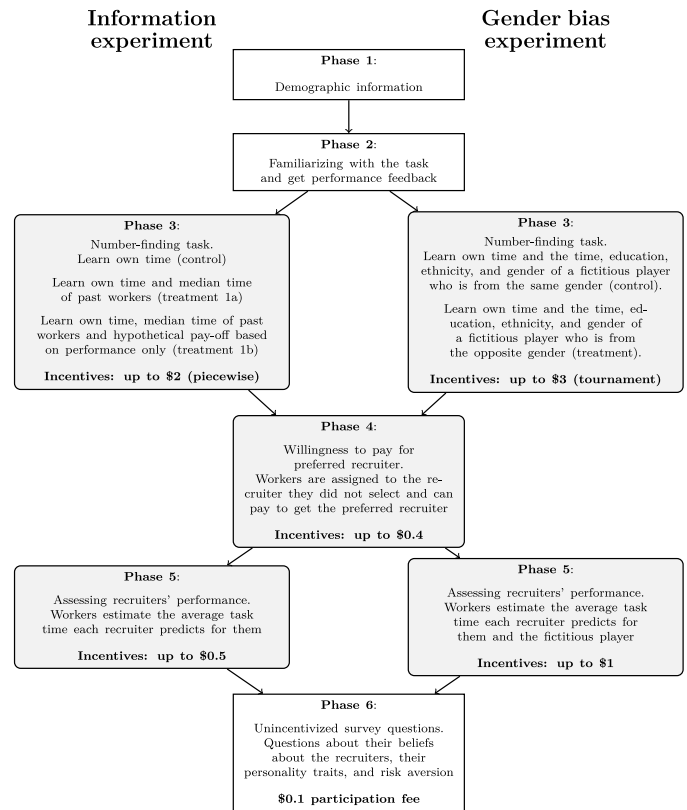 Information
experiment
Gender bias
experiment
Phase 1:
Demographic information
Phase 2:
Familiarizing with the task
and get performance feedback
Phase 3:
Number-finding task.
Learn own time (control)
Learn own time and median time
of past workers (treatment 1a)
Learn own time, median time of past
workers and hypothetical pay-off based
on performance only (treatment 1b)
Incentives: up to $2 (piecewise)
Phase 3:
Number-finding task.
Learn own time and the time, education,
ethnicity, and gender of a fictitious player
who is from the same gender (control).
Learn own time and the time, ed-
ucation, ethnicity, and gender of
a fictitious player who is from
the opposite gender (treatment).
Incentives: up to $3 (tournament)
Phase 4:
Willingness to pay for
preferred recruiter.
Workers are assigned to the re-
cruiter they did not select and can
pay to get the preferred recruiter
Incentives: up to $0.4
Phase 5:
Assessing recruiters' performance.
Workers estimate the average task
time each recruiter predicts for them
Incentives: up to $0.5
Phase 5:
Assessing recruiters' performance.
Workers estimate the average task
time each recruiter predicts for
them and the fictitious player
Incentives: up to $1
Phase 6:
Unincentivized survey questions.
Questions about their beliefs
about the recruiters, their
personality traits, and risk aversion
$0.1 participation fee